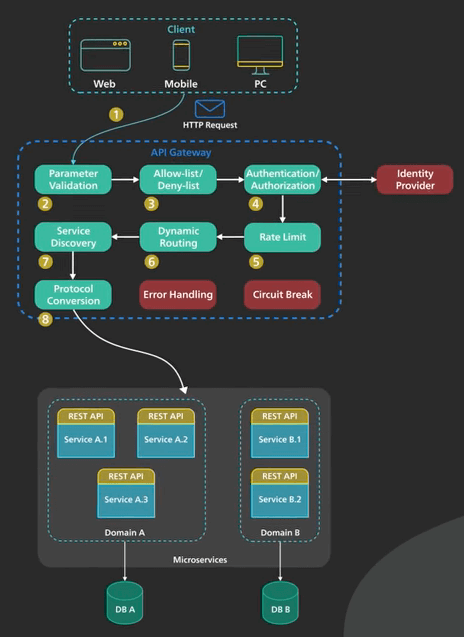 Client
Web
Mobile
PC
1
HTTP Request
API Gateway
Parameter
Validation
Allow-list/
Deny-list
Authentication/
Authorization
Identity
Provider
2
3
4
Service
Discovery
Dynamic
Routing
Rate Limit
7
6
5
Protocol
Conversion
Error Handling
Circuit Break
8
REST API
Service A.1
REST API
Service A.2
REST API
Service B.1
REST API
Service A.3
REST API
Service B.2
Domain A
Domain B
Microservices
DB A
DB B